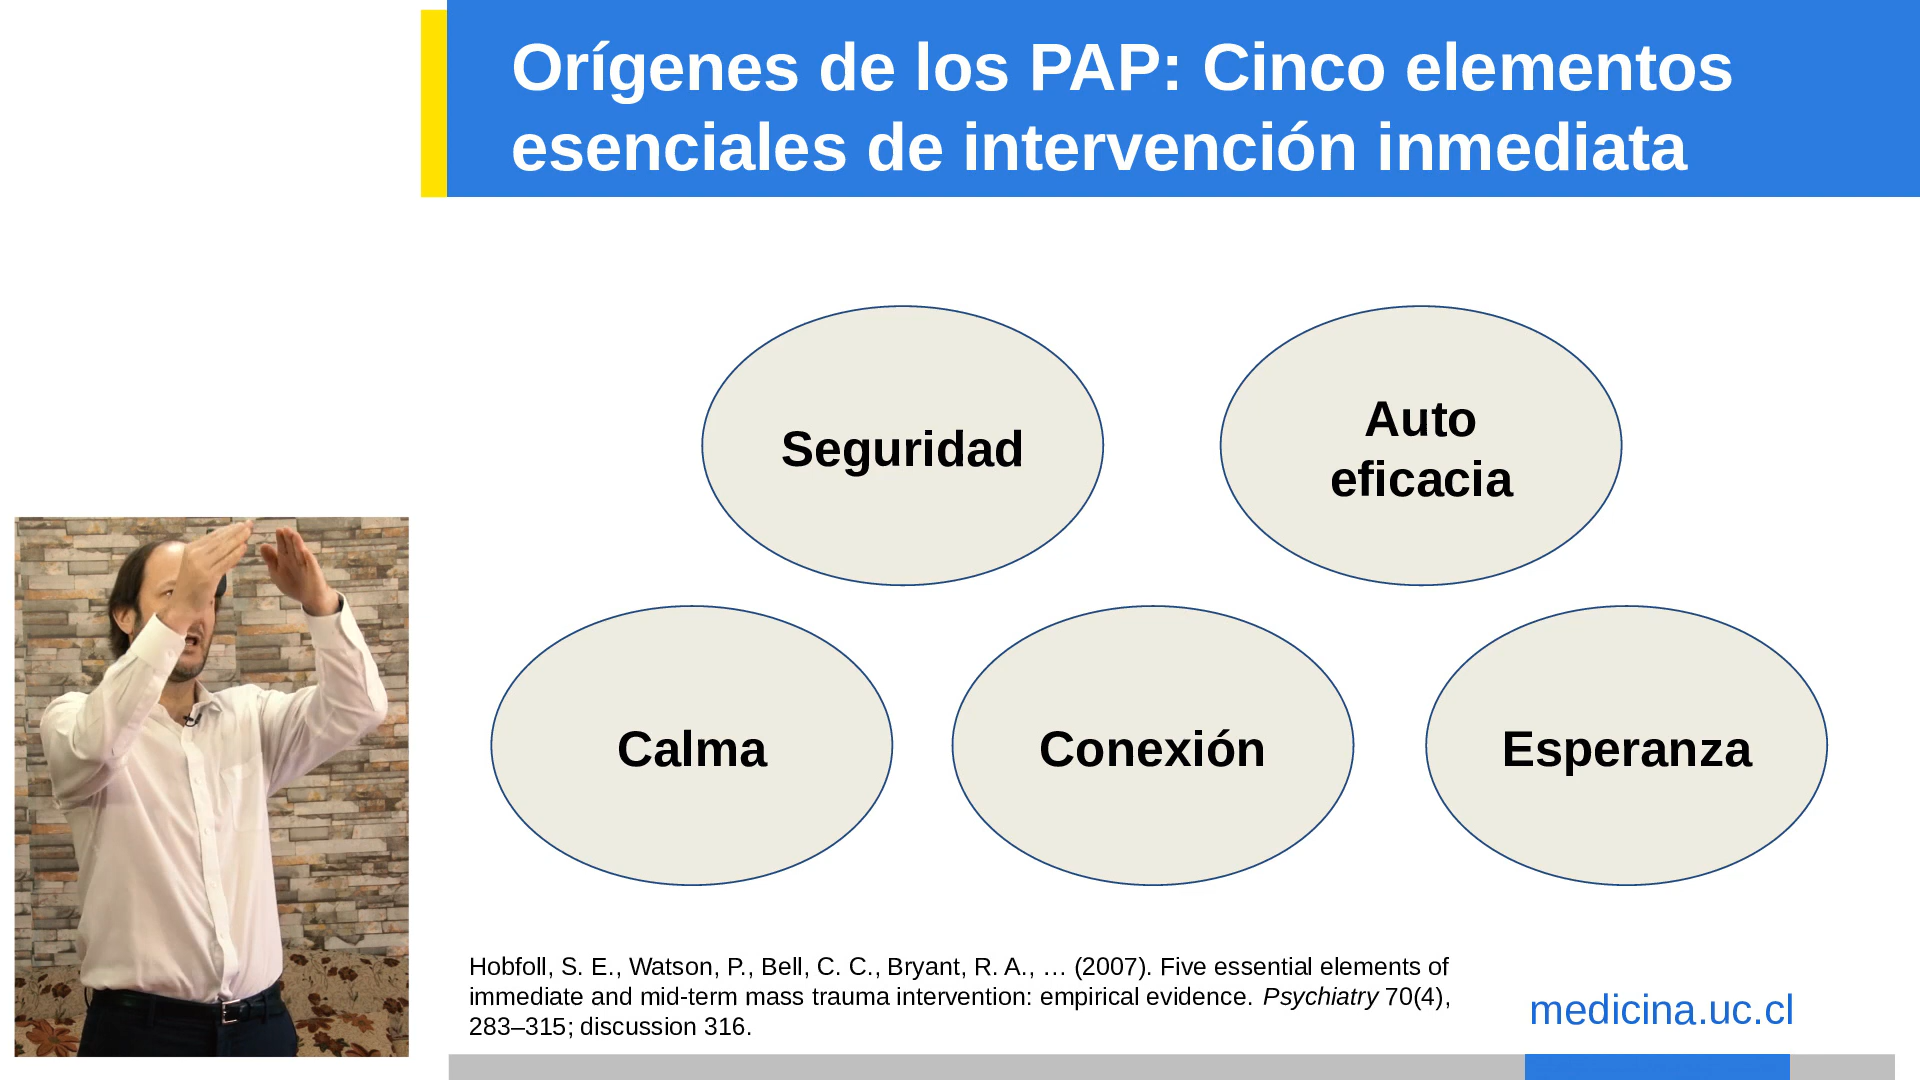 Orígenes de los PAP: Cinco elementos
esenciales de intervención inmediata
Seguridad
Auto
eficacia
Calma
Conexión
Esperanza
Hobfoll, S. E., Watson, P., Bell, C. C., Bryant, R. A., … (2007). Five essential elements of
immediate and mid-term mass trauma intervention: empirical evidence. Psychiatry 70(4),
283–315; discussion 316.
medicina.uc.cl